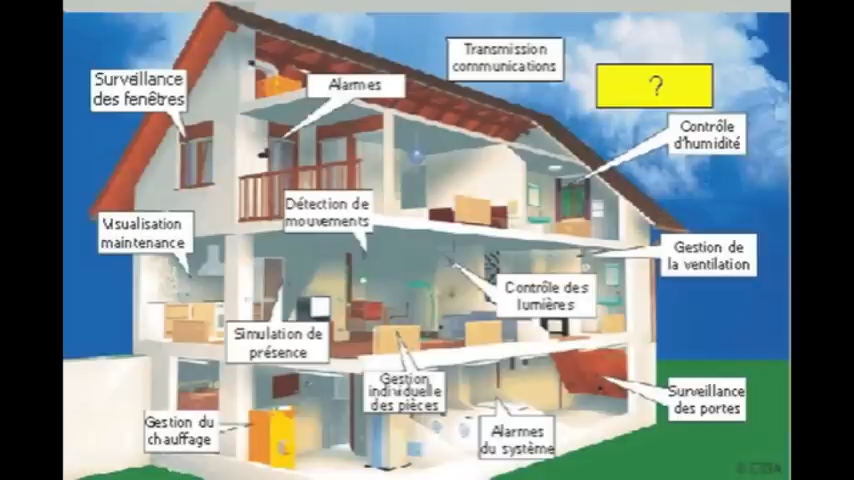 Transmission
communications
?
Surveillance
des fenêtres
Alarmes
Contrôle
d'humidité
Détection de
mouvements
Visualisation
maintenance
Gestion de
la ventilation
Contrôle des
lumières
Simulation de
présence
Gestion
individuelle
des pièces
Surveillance
des portes
Gestion du
chauffage
Alarmes
du système